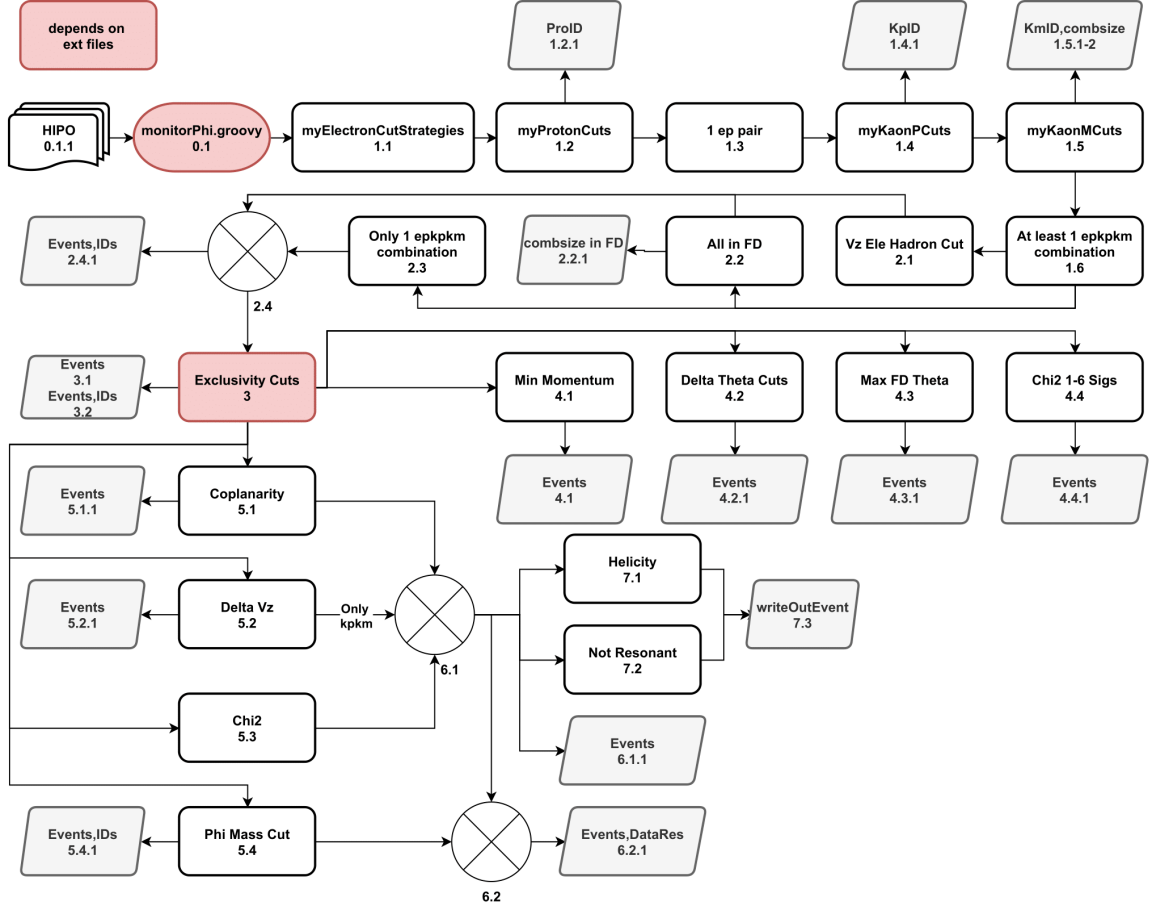 depends on
ext files
ProID
1.2.1
KpID
1.4.1
KmID,combsize
1.5.1-2
HIPO
0.1.1
monitorPhi.groovy
0.1
myElectronCutStrategies
1.1
myProtonCuts
1.2
1 ep pair
1.3
myKaonPCuts
1.4
myKaonMCuts
1.5
Events,IDs
2.4.1
2.4
Only 1 epkpkm
combination
2.3
combsize in FD
2.2.1
All in FD
2.2
Vz Ele Hadron Cut
2.1
At least 1 epkpkm
combination
1.6
Events
3.1
Events,IDs
3.2
Exclusivity Cuts
3
Min Momentum
4.1
Delta Theta Cuts
4.2
Max FD Theta
4.3
Chi2 1-6 Sigs
4.4
Events
4.1
Events
4.2.1
Events
4.3.1
Events
4.4.1
Events
5.1.1
Coplanarity
5.1
Events
5.2.1
Delta Vz
5.2
Only
kpkm
6.1
Helicity
7.1
Not Resonant
7.2
writeOutEvent
7.3
Chi2
5.3
Events
6.1.1
Events,IDs
5.4.1
Phi Mass Cut
5.4
6.2
Events,DataRes
6.2.1